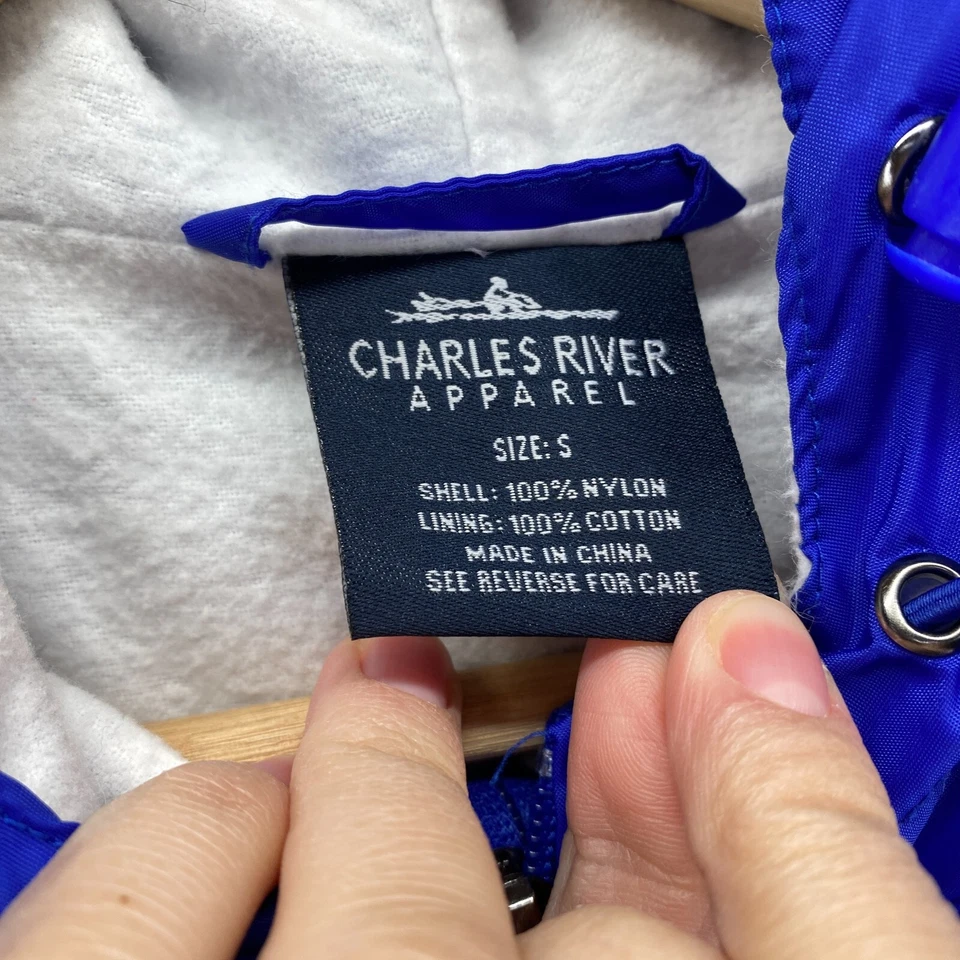 CHARLES RIVER
APPAREL
SIZE: S
SHELL: 100% NYLON
LINING: 100% COTTON
MADE IN CHINA
SEE REVERSE FOR CARE